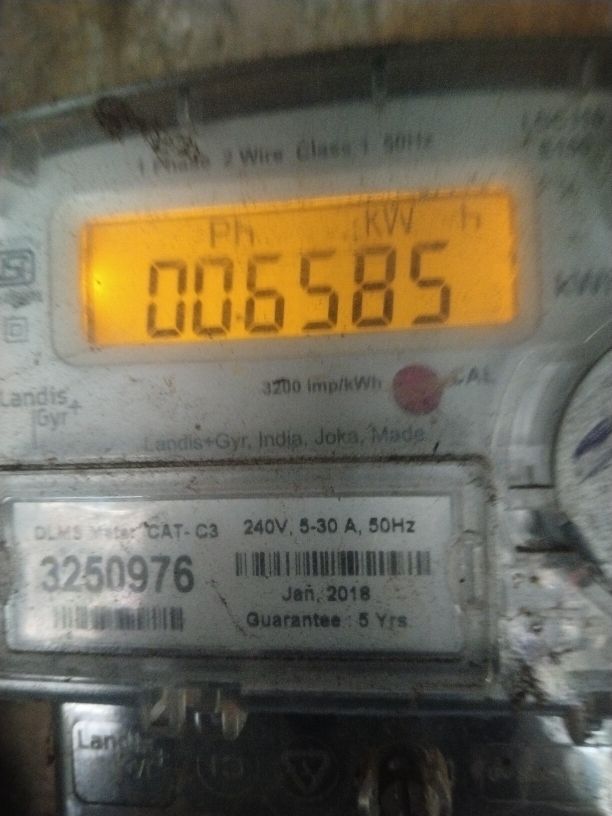 1 Phase 2 Wire Class 1 50Hz
Ph kW h
006585
3200 imp/kWh CAL
Landis+
Gyr
Landis+Gyr, India, Joka, Made
DLMS Meter CAT- C3
240V, 5-30 A, 50Hz
3250976
Jan, 2018
Guarantee : 5 Yrs
Landis